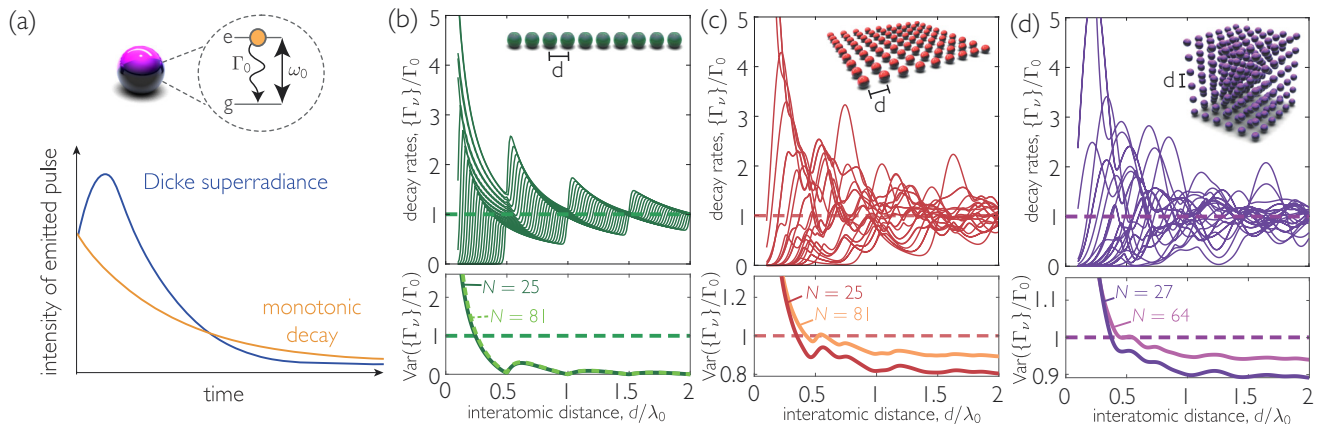 (a)
e
Γ₀
ω₀
g
intensity of emitted pulse
Dicke superradiance
monotonic
decay
time
(b)
decay rates, {Γν}/Γ₀
5
4
3
2
1
0
d
Var({Γν}/Γ₀)
2
1
0
N = 25
N = 81
0 0.5 1 1.5 2
interatomic distance, d/λ₀
(c)
decay rates, {Γν}/Γ₀
5
4
3
2
1
0
d
Var({Γν}/Γ₀)
1.2
1
0.8
N = 25
N = 81
0 0.5 1 1.5 2
interatomic distance, d/λ₀
(d)
decay rates, {Γν}/Γ₀
5
4
3
2
1
0
d
Var({Γν}/Γ₀)
1.1
1
0.9
N = 27
N = 64
0 0.5 1 1.5 2
interatomic distance, d/λ₀